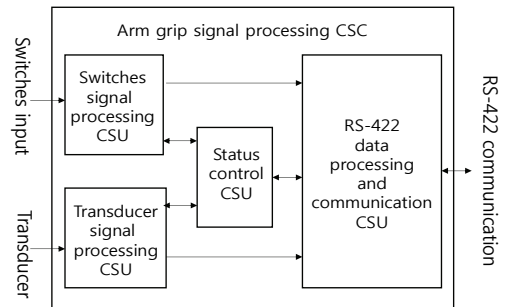 Arm grip signal processing CSC
Switches input
Switches
signal
processing
CSU
Status
control
CSU
Transducer
Transducer
signal
processing
CSU
RS-422
data
processing
and
communication
CSU
RS-422 communication